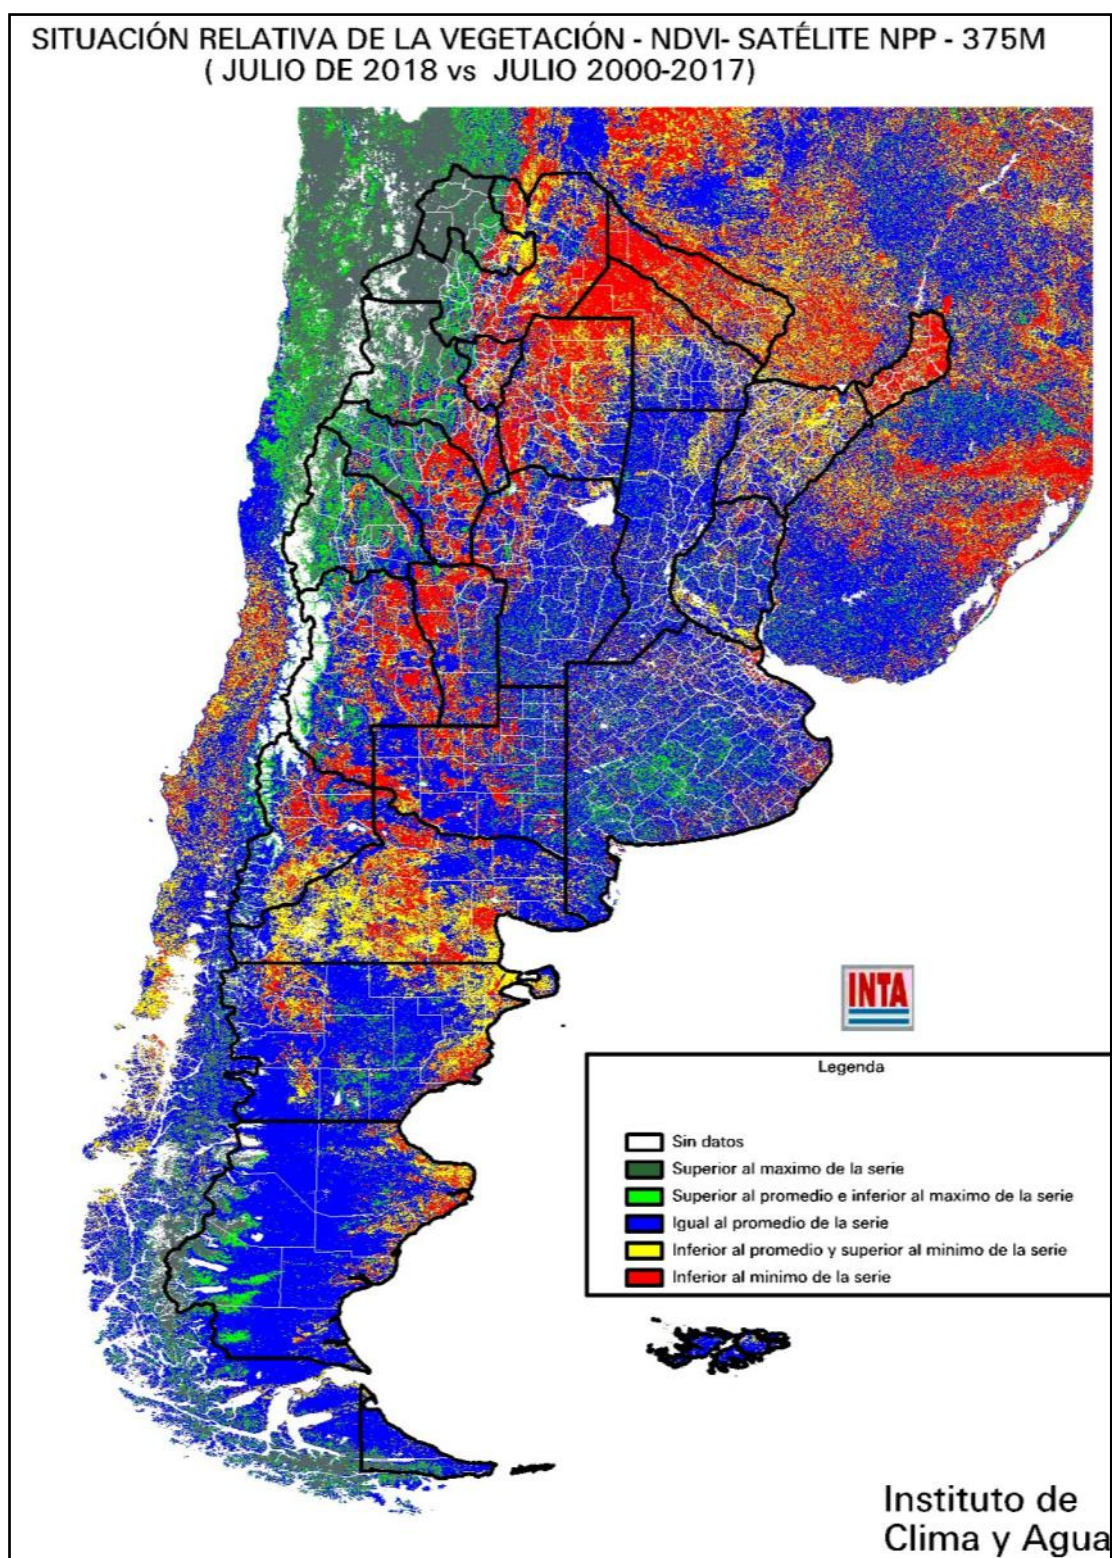 SITUACIÓN RELATIVA DE LA VEGETACIÓN - NDVI- SATÉLITE NPP - 375M
( JULIO DE 2018 vs JULIO 2000-2017)
INTA
Legenda
Sin datos
Superior al maximo de la serie
Superior al promedio e inferior al maximo de la serie
Igual al promedio de la serie
Inferior al promedio y superior al minimo de la serie
Inferior al minimo de la serie
Instituto de
Clima y Agua